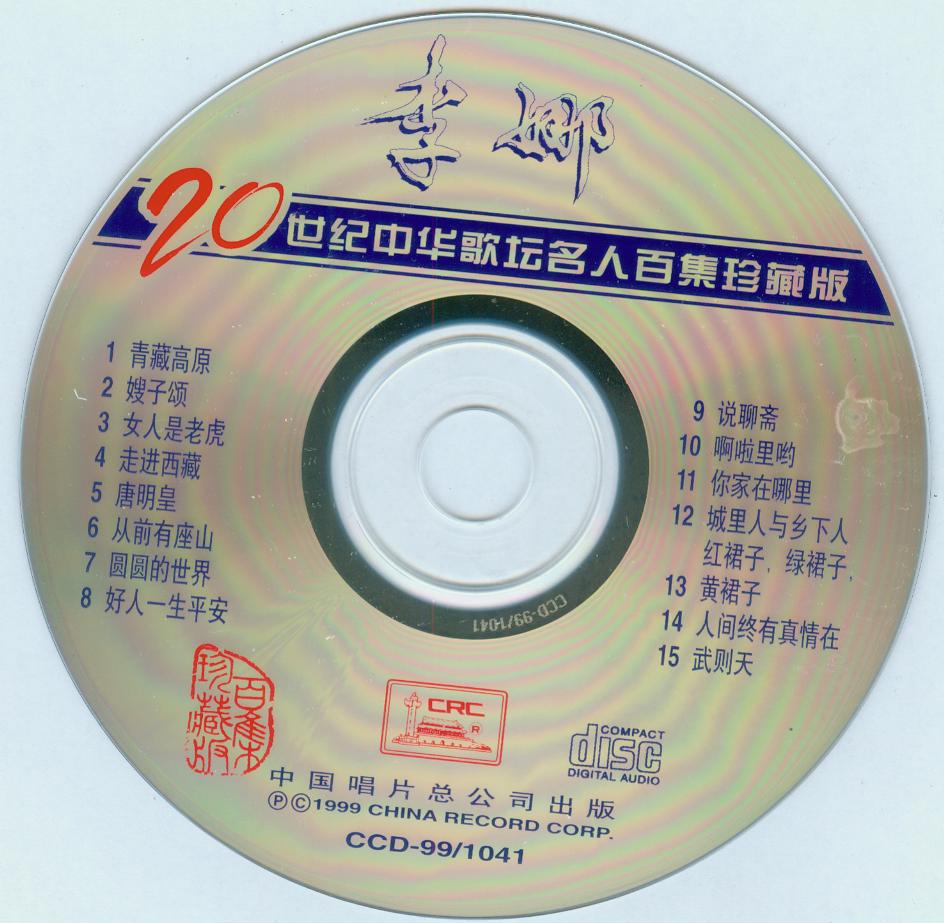 李娜
20世纪中华歌坛名人百集珍藏版
1 青藏高原
2 嫂子颂
3 女人是老虎
4 走进西藏
5 唐明皇
6 从前有座山
7 圆圆的世界
8 好人一生平安
9 说聊斋
10 啊啦里哟
11 你家在哪里
12 城里人与乡下人
红裙子、绿裙子、
13 黄裙子
14 人间终有真情在
15 武则天
CCD-99/1041
百集
珍藏版
CRC
R
COMPACT
disc
DIGITAL AUDIO
中国唱片总公司出版
ⓅⒸ1999 CHINA RECORD CORP.
CCD-99/1041